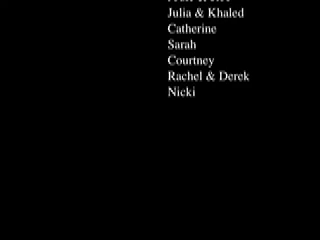 Julia & Khaled
Catherine
Sarah
Courtney
Rachel & Derek
Nicki